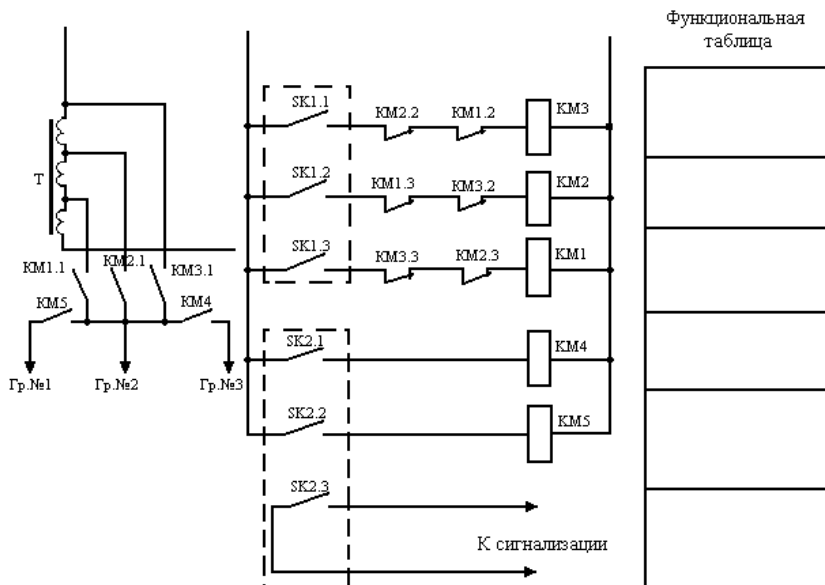 Функциональная
таблица
SK1.1
KM2.2
KM1.2
KM3
T
SK1.2
KM1.3
KM3.2
KM2
SK1.3
KM3.3
KM2.3
KM1
KM1.1
KM2.1
KM3.1
KM5
KM4
SK2.1
KM4
Гр.№1
Гр.№2
Гр.№3
SK2.2
KM5
SK2.3
К сигнализации